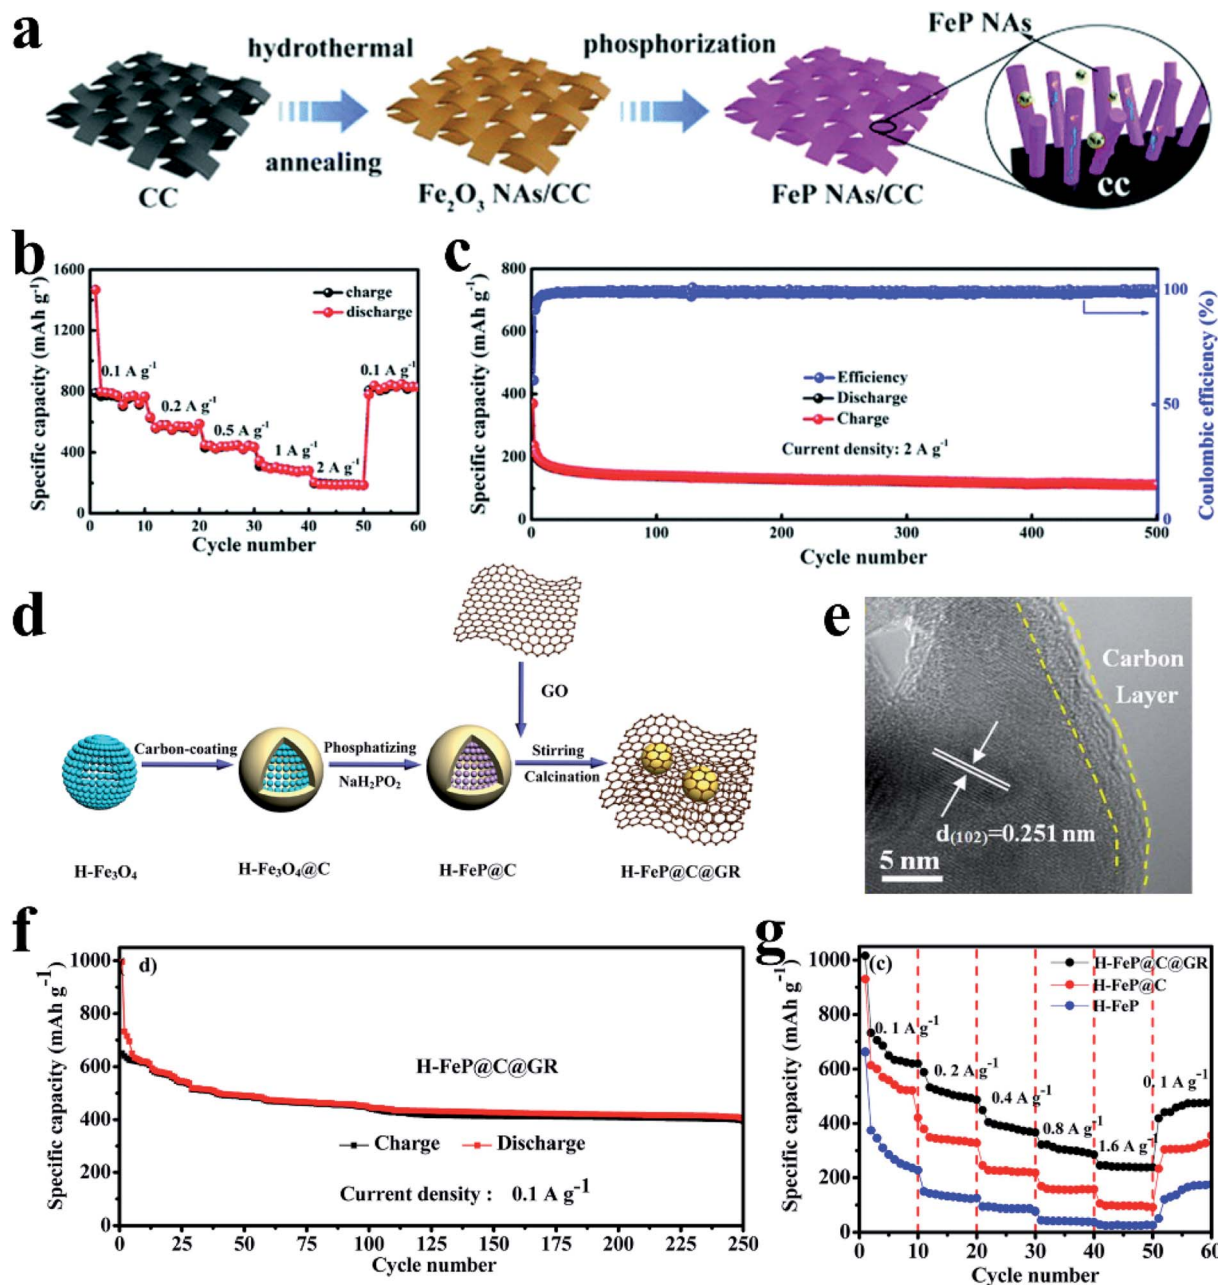 a
hydrothermal
annealing
phosphorization
FeP NAs
CC
Fe₂O₃ NAs/CC
FeP NAs/CC
CC
b
Specific capacity (mAh g⁻¹)
1600
1200
800
400
0
charge
discharge
0.1 A g⁻¹
0.2 A g⁻¹
0.5 A g⁻¹
1 A g⁻¹
2 A g⁻¹
0.1 A g⁻¹
0 10 20 30 40 50 60
Cycle number
c
Specific capacity (mAh g⁻¹)
800
600
400
200
0
Efficiency
Discharge
Charge
Current density: 2 A g⁻¹
100
50
0
Coulombic efficiency (%)
0 100 200 300 400 500
Cycle number
d
GO
Carbon-coating
Phosphatizing
NaH₂PO₂
Stirring
Calcination
H-Fe₃O₄
H-Fe₃O₄@C
H-FeP@C
H-FeP@C@GR
e
Carbon
Layer
d₍₁₀₂₎=0.251 nm
5 nm
f
Specific capacity (mAh g⁻¹)
1000
800
600
400
200
0
d)
H-FeP@C@GR
Charge
Discharge
Current density : 0.1 A g⁻¹
0 25 50 75 100 125 150 175 200 225 250
Cycle number
g
Specific capacity (mAh g⁻¹)
1000
800
600
400
200
0
(c)
H-FeP@C@GR
H-FeP@C
H-FeP
0. 1 A g⁻¹
0. 2 A g⁻¹
0.4 A g⁻¹
0.8 A g⁻¹
1.6 A g⁻¹
0. 1 A g⁻¹
0 10 20 30 40 50 60
Cycle number